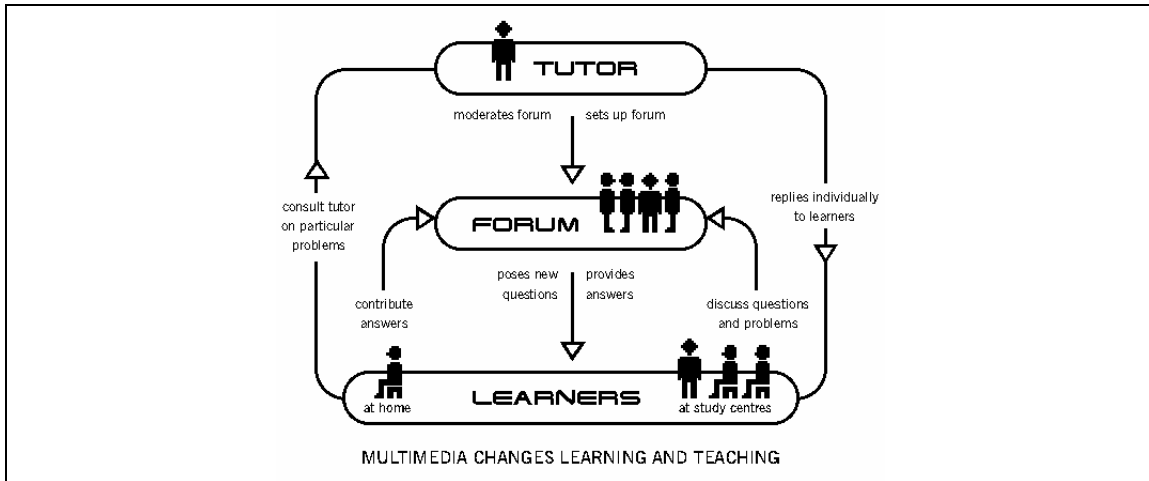 TUTOR
moderates forum
sets up forum
consult tutor
on particular
problems
replies individually
to learners
FORUM
poses new
questions
provides
answers
contribute
answers
discuss questions
and problems
LEARNERS
at home
at study centres
MULTIMEDIA CHANGES LEARNING AND TEACHING